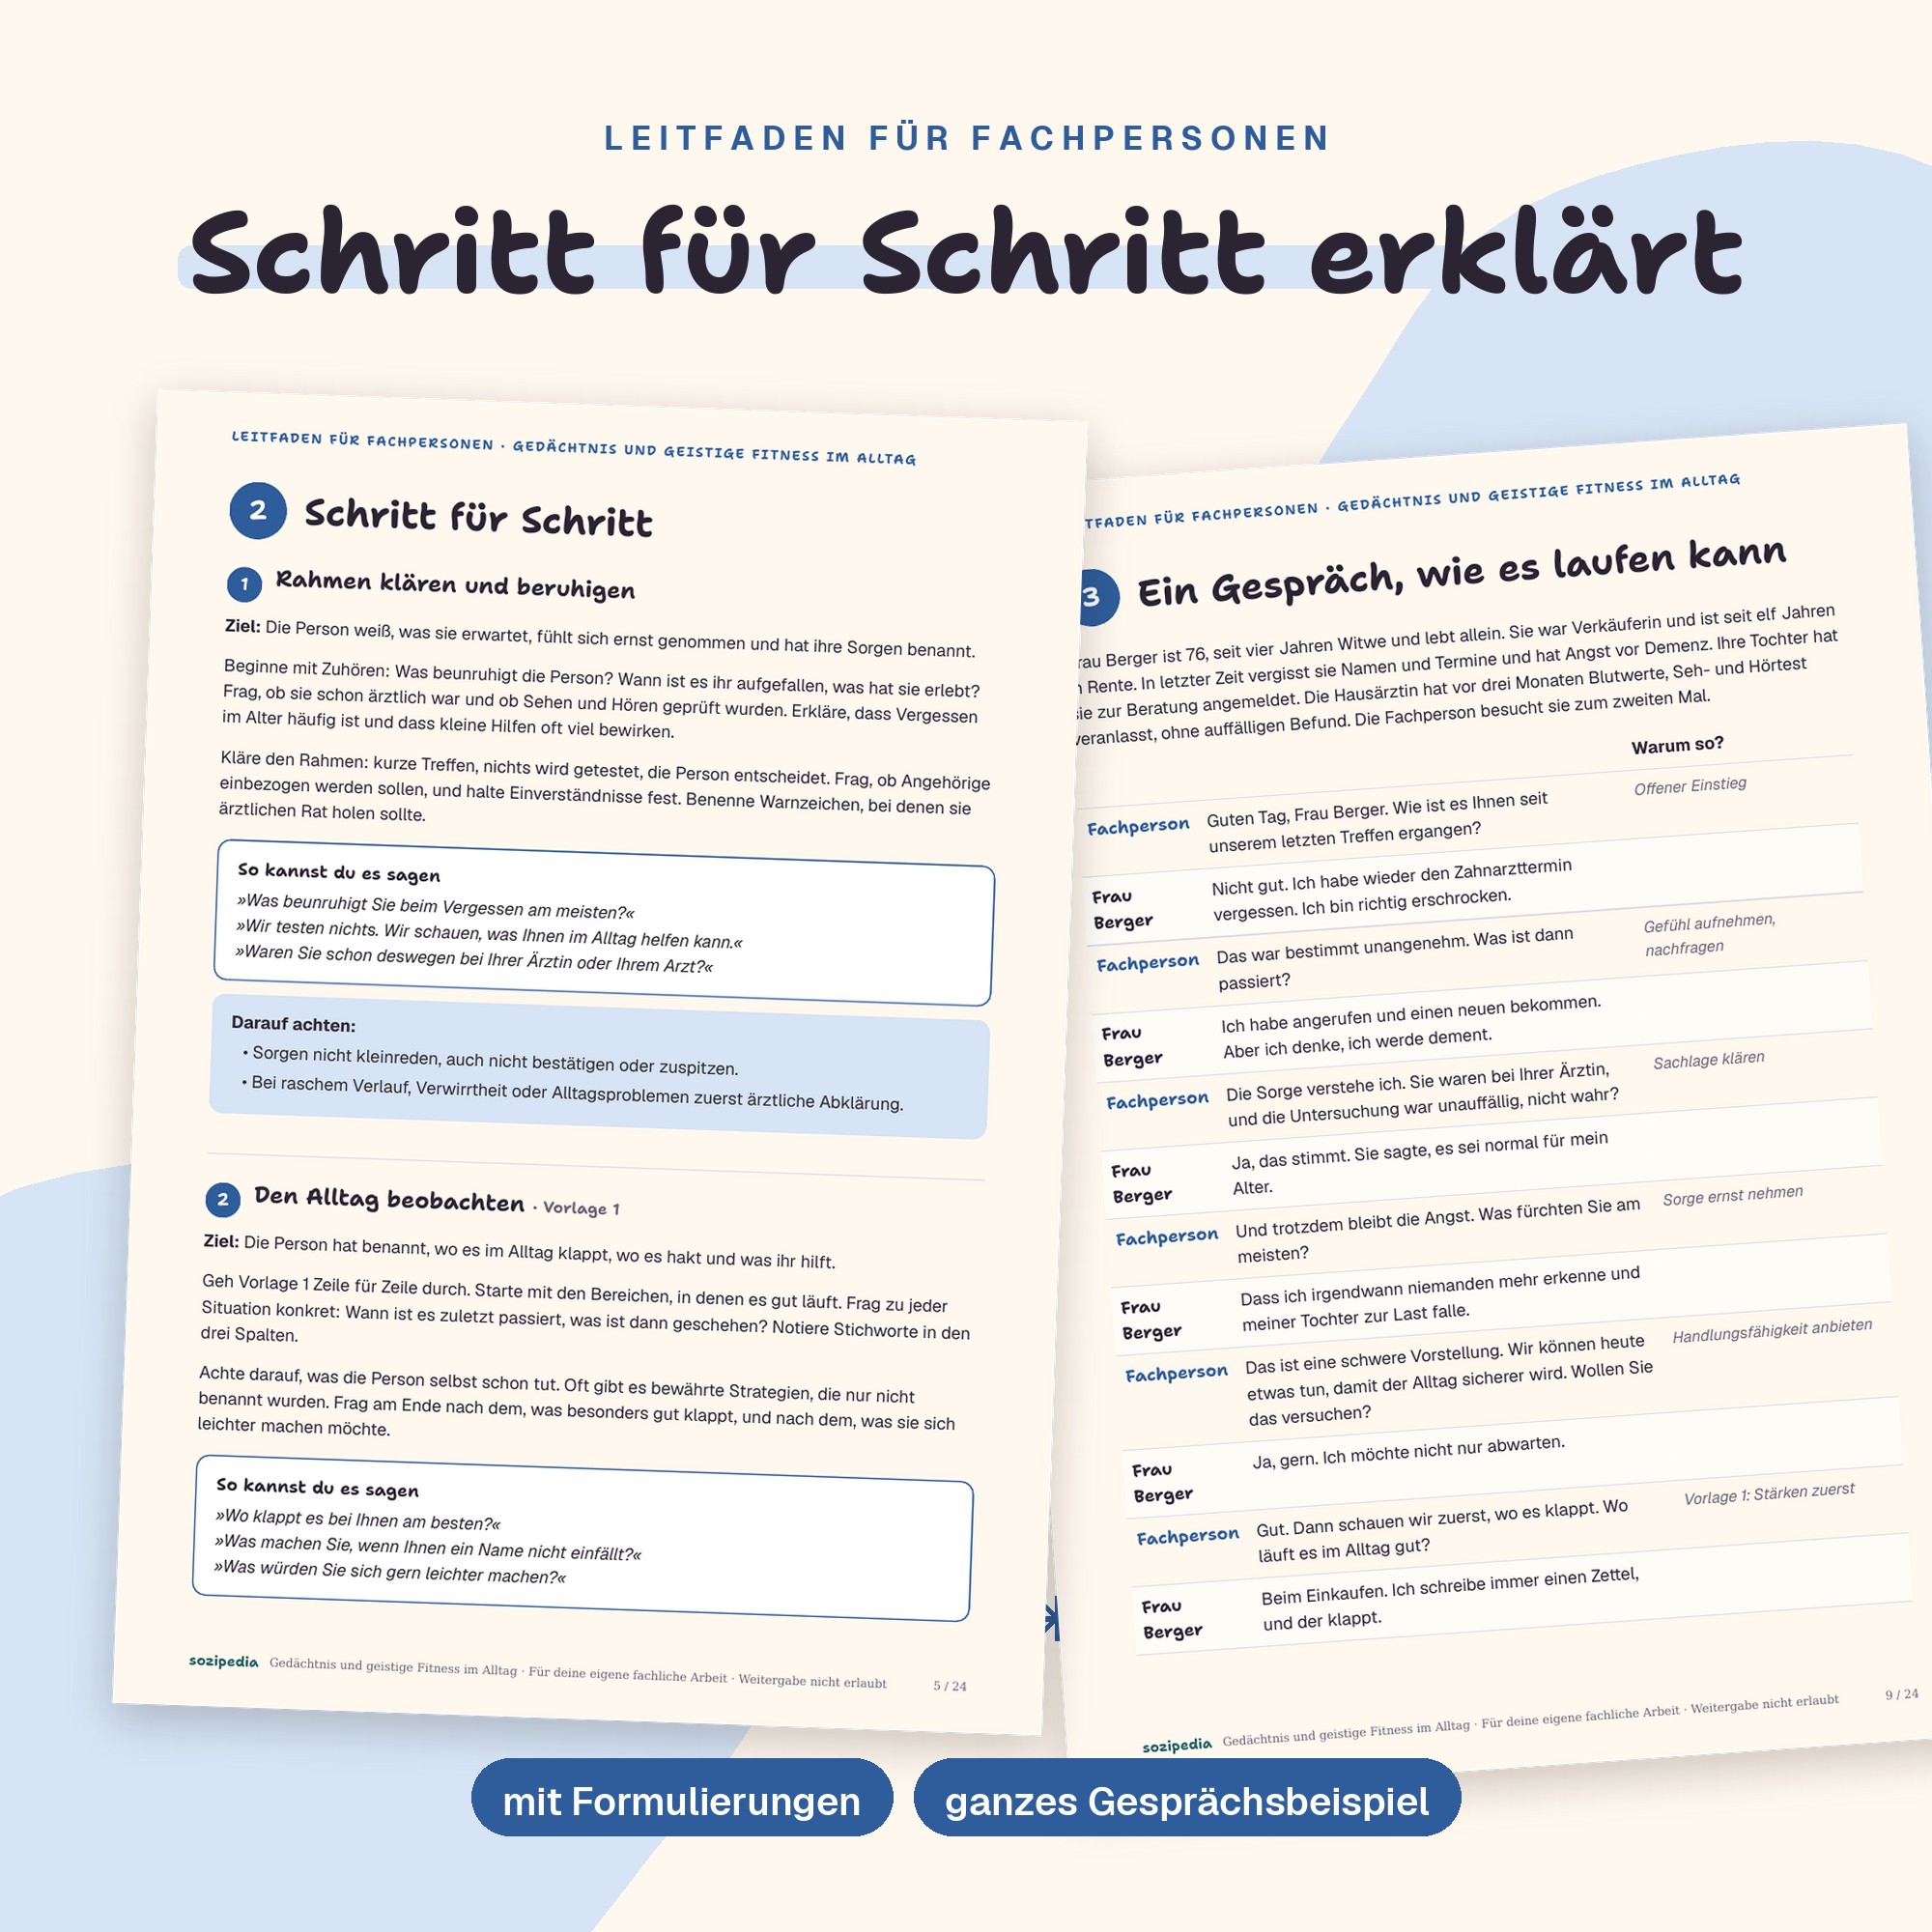 LEITFADEN FÜR FACHPERSONEN
Schritt für Schritt erklärt
LEITFADEN FÜR FACHPERSONEN · GEDÄCHTNIS UND GEISTIGE FITNESS IM ALLTAG
2 Schritt für Schritt
1 Rahmen klären und beruhigen
Ziel: Die Person weiß, was sie erwartet, fühlt sich ernst genommen und hat ihre Sorgen benannt.
Beginne mit Zuhören: Was beunruhigt die Person? Wann ist es ihr aufgefallen, was hat sie erlebt?
Frag, ob sie schon ärztlich war und ob Sehen und Hören geprüft wurden. Erkläre, dass Vergessen
im Alter häufig ist und dass kleine Hilfen oft viel bewirken.
Kläre den Rahmen: kurze Treffen, nichts wird getestet, die Person entscheidet. Frag, ob Angehörige
einbezogen werden sollen, und halte Einverständnisse fest. Benenne Warnzeichen, bei denen sie
ärztlichen Rat holen sollte.
So kannst du es sagen
»Was beunruhigt Sie beim Vergessen am meisten?«
»Wir testen nichts. Wir schauen, was Ihnen im Alltag helfen kann.«
»Waren Sie schon deswegen bei Ihrer Ärztin oder Ihrem Arzt?«
Darauf achten:
• Sorgen nicht kleinreden, auch nicht bestätigen oder zuspitzen.
• Bei raschem Verlauf, Verwirrtheit oder Alltagsproblemen zuerst ärztliche Abklärung.
2 Den Alltag beobachten · Vorlage 1
Ziel: Die Person hat benannt, wo es im Alltag klappt, wo es hakt und was ihr hilft.
Geh Vorlage 1 Zeile für Zeile durch. Starte mit den Bereichen, in denen es gut läuft. Frag zu jeder
Situation konkret: Wann ist es zuletzt passiert, was ist dann geschehen? Notiere Stichworte in den
drei Spalten.
Achte darauf, was die Person selbst schon tut. Oft gibt es bewährte Strategien, die nur nicht
benannt wurden. Frag am Ende nach dem, was besonders gut klappt, und nach dem, was sie sich
leichter machen möchte.
So kannst du es sagen
»Wo klappt es bei Ihnen am besten?«
»Was machen Sie, wenn Ihnen ein Name nicht einfällt?«
»Was würden Sie sich gern leichter machen?«
sozipedia Gedächtnis und geistige Fitness im Alltag · Für deine eigene fachliche Arbeit · Weitergabe nicht erlaubt 5 / 24
TFADEN FÜR FACHPERSONEN · GEDÄCHTNIS UND GEISTIGE FITNESS IM ALLTAG
3 Ein Gespräch, wie es laufen kann
rau Berger ist 76, seit vier Jahren Witwe und lebt allein. Sie war Verkäuferin und ist seit elf Jahren
n Rente. In letzter Zeit vergisst sie Namen und Termine und hat Angst vor Demenz. Ihre Tochter hat
sie zur Beratung angemeldet. Die Hausärztin hat vor drei Monaten Blutwerte, Seh- und Hörtest
veranlasst, ohne auffälligen Befund. Die Fachperson besucht sie zum zweiten Mal.
Warum so?
Fachperson Guten Tag, Frau Berger. Wie ist es Ihnen seit Offener Einstieg
unserem letzten Treffen ergangen?
Frau Nicht gut. Ich habe wieder den Zahnarzttermin
Berger vergessen. Ich bin richtig erschrocken.
Fachperson Das war bestimmt unangenehm. Was ist dann Gefühl aufnehmen,
passiert? nachfragen
Frau Ich habe angerufen und einen neuen bekommen.
Berger Aber ich denke, ich werde dement.
Fachperson Die Sorge verstehe ich. Sie waren bei Ihrer Ärztin, Sachlage klären
und die Untersuchung war unauffällig, nicht wahr?
Frau Ja, das stimmt. Sie sagte, es sei normal für mein
Berger Alter.
Fachperson Und trotzdem bleibt die Angst. Was fürchten Sie am Sorge ernst nehmen
meisten?
Frau Dass ich irgendwann niemanden mehr erkenne und
Berger meiner Tochter zur Last falle.
Fachperson Das ist eine schwere Vorstellung. Wir können heute Handlungsfähigkeit anbieten
etwas tun, damit der Alltag sicherer wird. Wollen Sie
das versuchen?
Frau Ja, gern. Ich möchte nicht nur abwarten.
Berger
Fachperson Gut. Dann schauen wir zuerst, wo es klappt. Wo Vorlage 1: Stärken zuerst
läuft es im Alltag gut?
Frau Beim Einkaufen. Ich schreibe immer einen Zettel,
Berger und der klappt.
sozipedia Gedächtnis und geistige Fitness im Alltag · Für deine eigene fachliche Arbeit · Weitergabe nicht erlaubt 9 / 24
mit Formulierungen
ganzes Gesprächsbeispiel